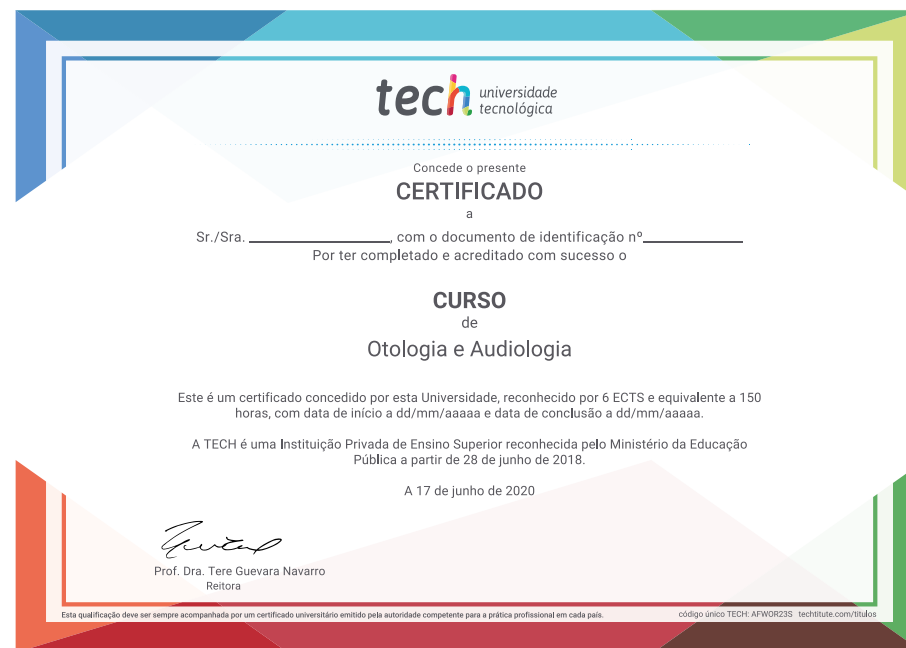 tech universidade
tecnológica
Concede o presente
CERTIFICADO
a
Sr./Sra. ____________________, com o documento de identificação nº______________
Por ter completado e acreditado com sucesso o
CURSO
de
Otologia e Audiologia
Este é um certificado concedido por esta Universidade, reconhecido por 6 ECTS e equivalente a 150
horas, com data de início a dd/mm/aaaaa e data de conclusão a dd/mm/aaaaa.
A TECH é uma Instituição Privada de Ensino Superior reconhecida pelo Ministério da Educação
Pública a partir de 28 de junho de 2018.
A 17 de junho de 2020
Prof. Dra. Tere Guevara Navarro
Reitora
Esta qualificação deve ser sempre acompanhada por um certificado universitário emitido pela autoridade competente para a prática profissional em cada país. código único TECH: AFWOR23S techtitute.com/titulos